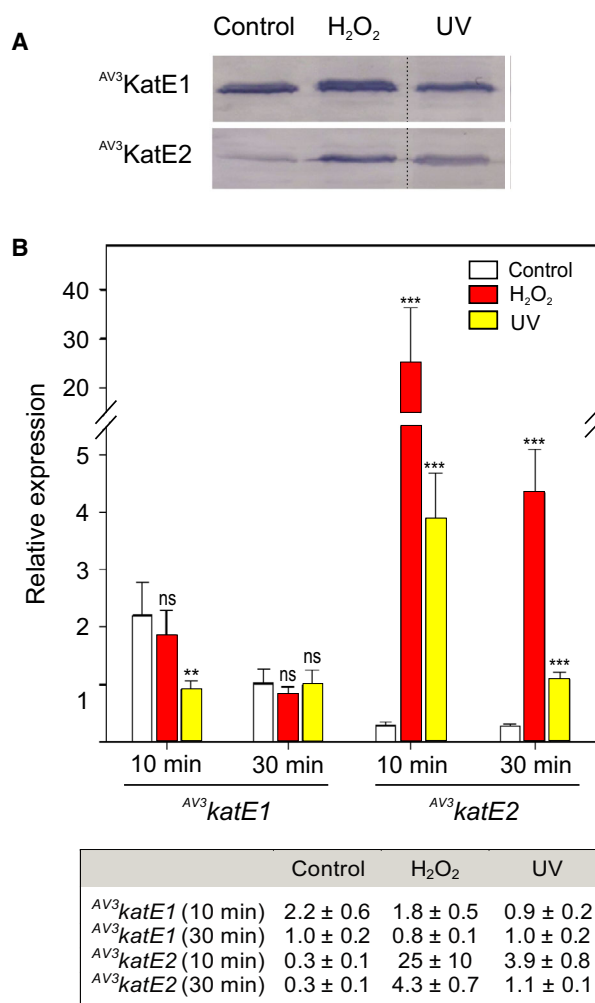 A
Control H₂O₂ UV
AV3KatE1
AV3KatE2
B
Control
H₂O₂
UV
Relative expression
40
30
20
5
4
3
2
1
ns
**
ns
ns
***
***
***
***
10 min 30 min 10 min 30 min
AV3katE1 AV3katE2
Control H₂O₂ UV
AV3katE1 (10 min) 2.2 ± 0.6 1.8 ± 0.5 0.9 ± 0.2
AV3katE1 (30 min) 1.0 ± 0.2 0.8 ± 0.1 1.0 ± 0.2
AV3katE2 (10 min) 0.3 ± 0.1 25 ± 10 3.9 ± 0.8
AV3katE2 (30 min) 0.3 ± 0.1 4.3 ± 0.7 1.1 ± 0.1